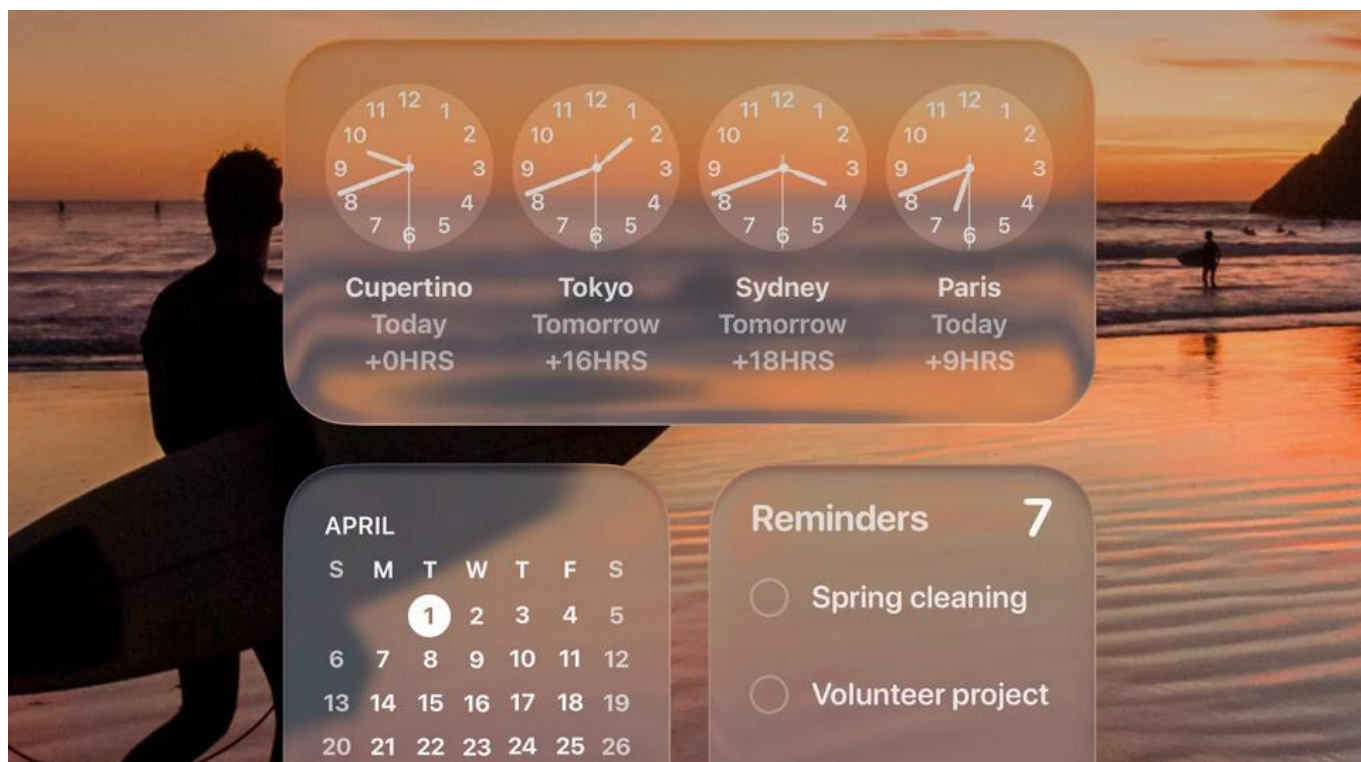 12 1 2 3 4 5 6 7 8 9 10 11
12 1 2 3 4 5 6 7 8 9 10 11
12 1 2 3 4 5 6 7 8 9 10 11
12 1 2 3 4 5 6 7 8 9 10 11
Cupertino Tokyo Sydney Paris
Today Tomorrow Tomorrow Today
+0HRS +16HRS +18HRS +9HRS
APRIL
S M T W T F S
1 2 3 4 5
6 7 8 9 10 11 12
13 14 15 16 17 18 19
20 21 22 23 24 25 26
Reminders 7
Spring cleaning
Volunteer project